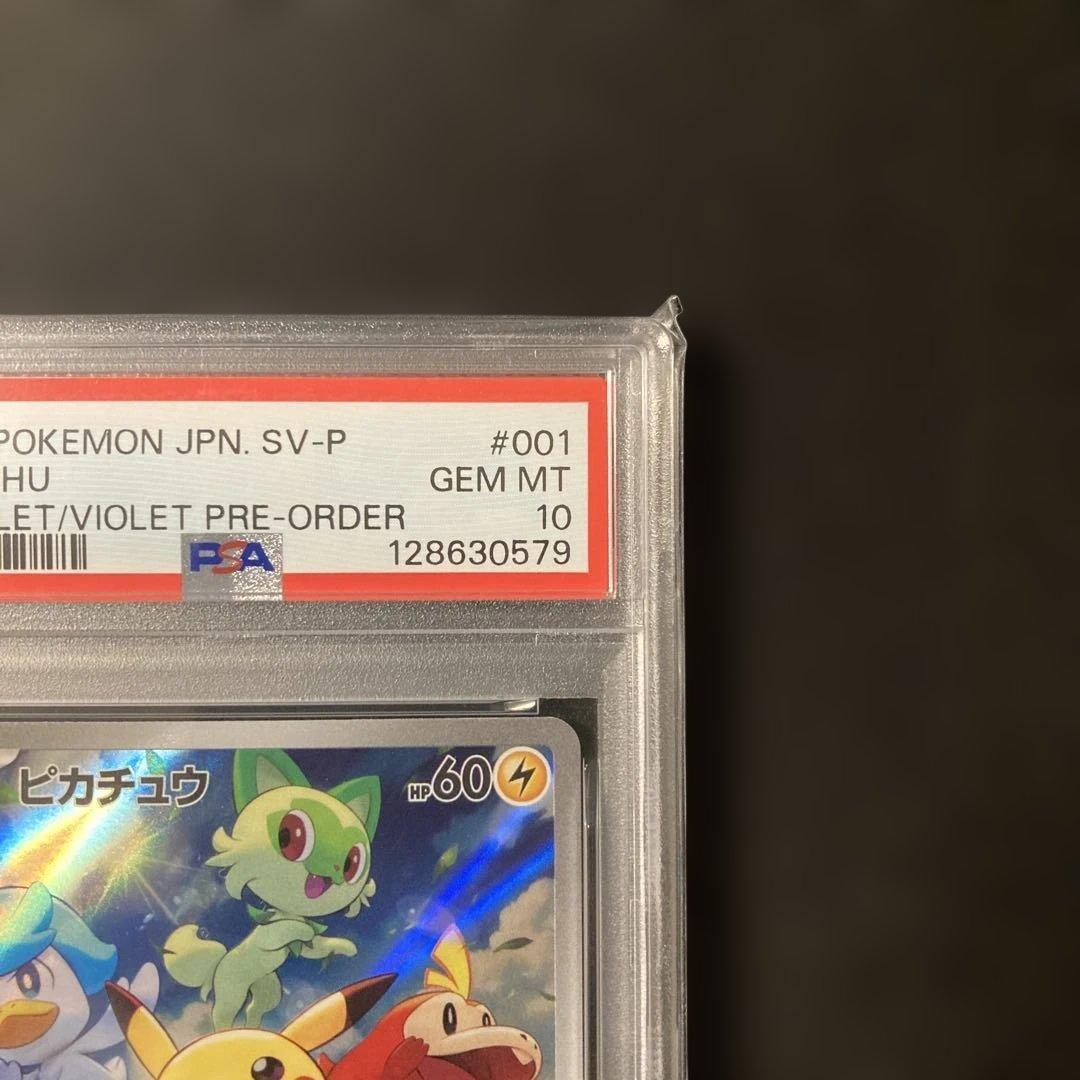 POKEMON JPN. SV-P #001
HU GEM MT
LET/VIOLET PRE-ORDER 10
PSA 128630579
ピカチュウ HP60